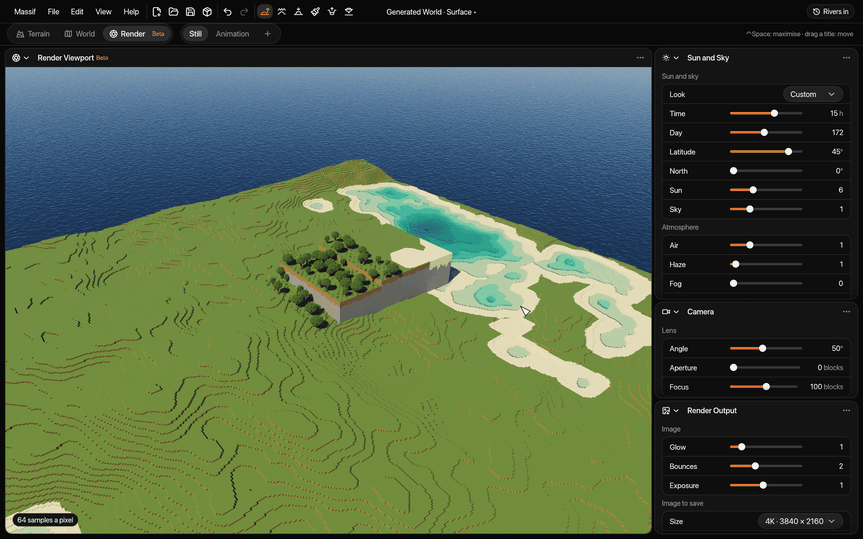 Massif File Edit View Help Generated World · Surface • Rivers in
Terrain World Render Beta Still Animation + ^Space: maximise · drag a title: move
Render Viewport Beta
Sun and Sky
Sun and sky
Look Custom
Time 15 h
Day 172
Latitude 45°
North 0°
Sun 6
Sky 1
Atmosphere
Air 1
Haze 1
Fog 0
Camera
Lens
Angle 50°
Aperture 0 blocks
Focus 100 blocks
Render Output
Image
Glow 1
Bounces 2
Exposure 1
Image to save
Size 4K · 3840 × 2160
64 samples a pixel